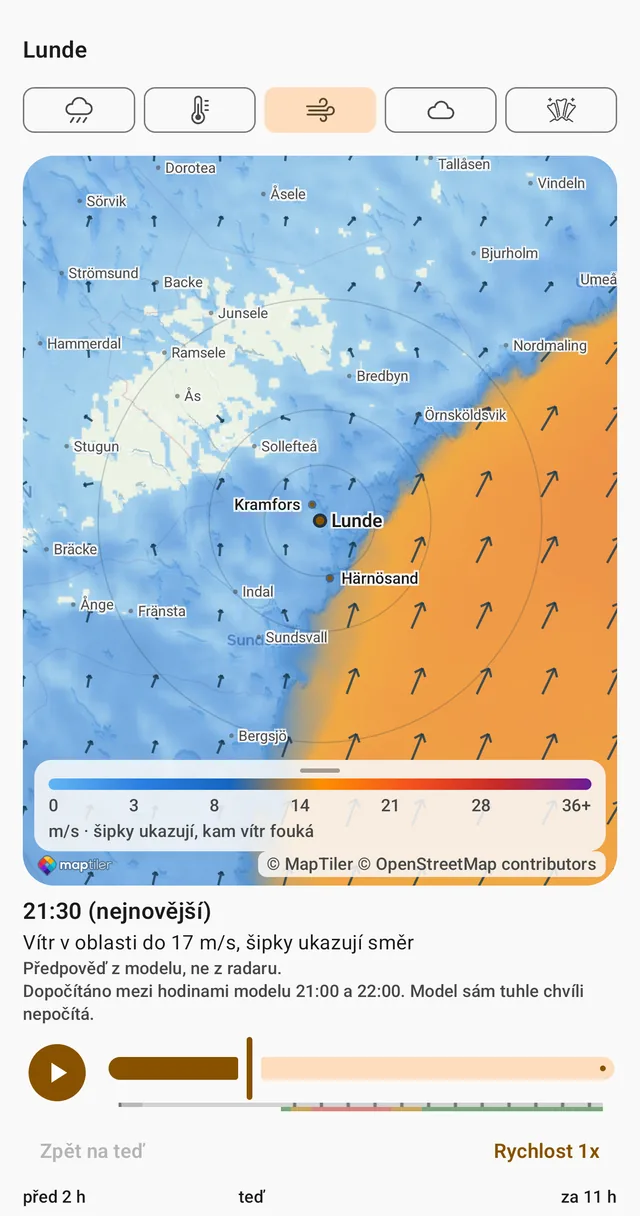 Lunde
Dorotea
Tallåsen
Vindeln
Sörvik
Åsele
Bjurholm
Strömsund
Backe
Umeå
Junsele
Hammerdal
Ramsele
Nordmaling
Bredbyn
Ås
Örnsköldsvik
Stugun
Sollefteå
Kramfors
Lunde
Bräcke
Härnösand
Indal
Ånge
Fränsta
Sundsvall
Bergsjö
0 3 8 14 21 28 36+
m/s · šipky ukazují, kam vítr fouká
maptiler
© MapTiler © OpenStreetMap contributors
21:30 (nejnovější)
Vítr v oblasti do 17 m/s, šipky ukazují směr
Předpověď z modelu, ne z radaru.
Dopočítáno mezi hodinami modelu 21:00 a 22:00. Model sám tuhle chvíli
nepočítá.
Zpět na teď
Rychlost 1x
před 2 h
teď
za 11 h